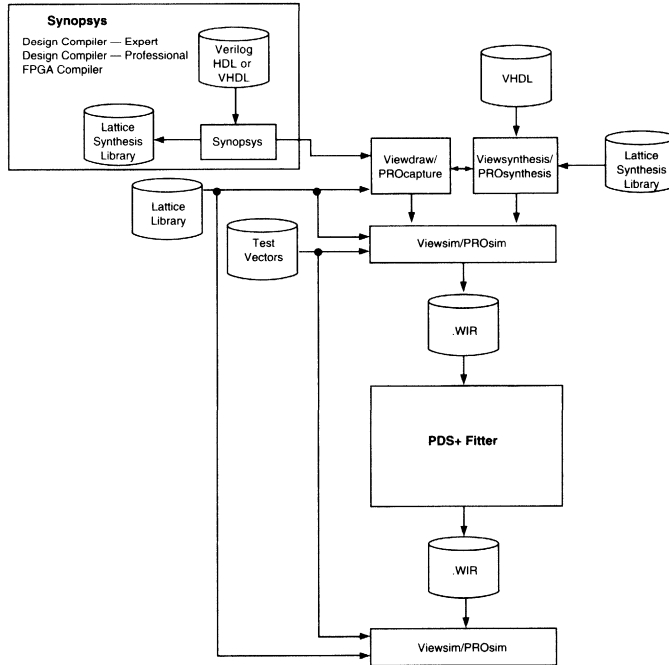 Synopsys
Design Compiler — Expert
Design Compiler — Professional
FPGA Compiler
Verilog
HDL or
VHDL
Lattice
Synthesis
Library
Synopsys
VHDL
Viewdraw/
PROcapture
Viewsynthesis/
PROsynthesis
Lattice
Synthesis
Library
Lattice
Library
Test
Vectors
Viewsim/PROsim
.WIR
PDS+ Fitter
.WIR
Viewsim/PROsim